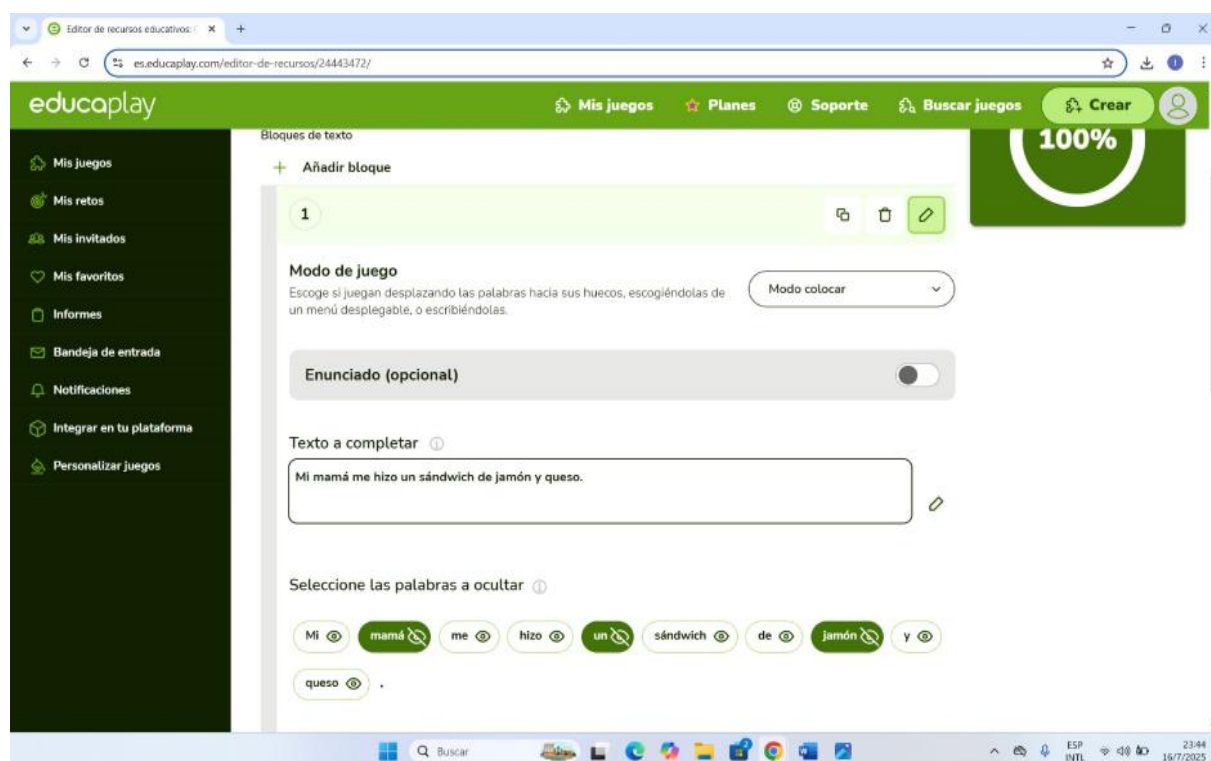 Editor de recursos educativos:
es.educaplay.com/editor-de-recursos/24443472/
educaplay
Mis juegos
Planes
Soporte
Buscar juegos
Crear
Mis juegos
Mis retos
Mis invitados
Mis favoritos
Informes
Bandeja de entrada
Notificaciones
Integrar en tu plataforma
Personalizar juegos
Bloques de texto
+ Añadir bloque
100%
1
Modo de juego
Escoge si juegan desplazando las palabras hacia sus huecos, escogiéndolas de
un menú desplegable, o escribiéndolas.
Modo colocar
Enunciado (opcional)
Texto a completar
Mi mamá me hizo un sándwich de jamón y queso.
Seleccione las palabras a ocultar
Mi mamá me hizo un sándwich de jamón y
queso .
Buscar
ESP
INTL
23:44
16/7/2025